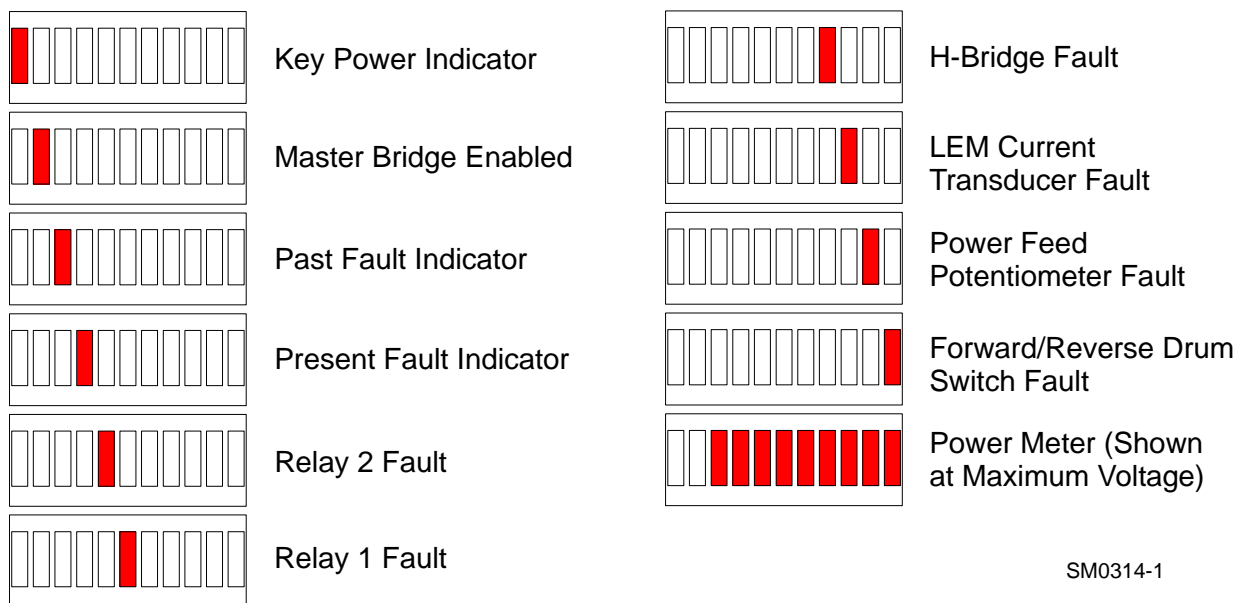 Key Power Indicator
Master Bridge Enabled
Past Fault Indicator
Present Fault Indicator
Relay 2 Fault
Relay 1 Fault
H-Bridge Fault
LEM Current
Transducer Fault
Power Feed
Potentiometer Fault
Forward/Reverse Drum
Switch Fault
Power Meter (Shown
at Maximum Voltage)
SM0314-1